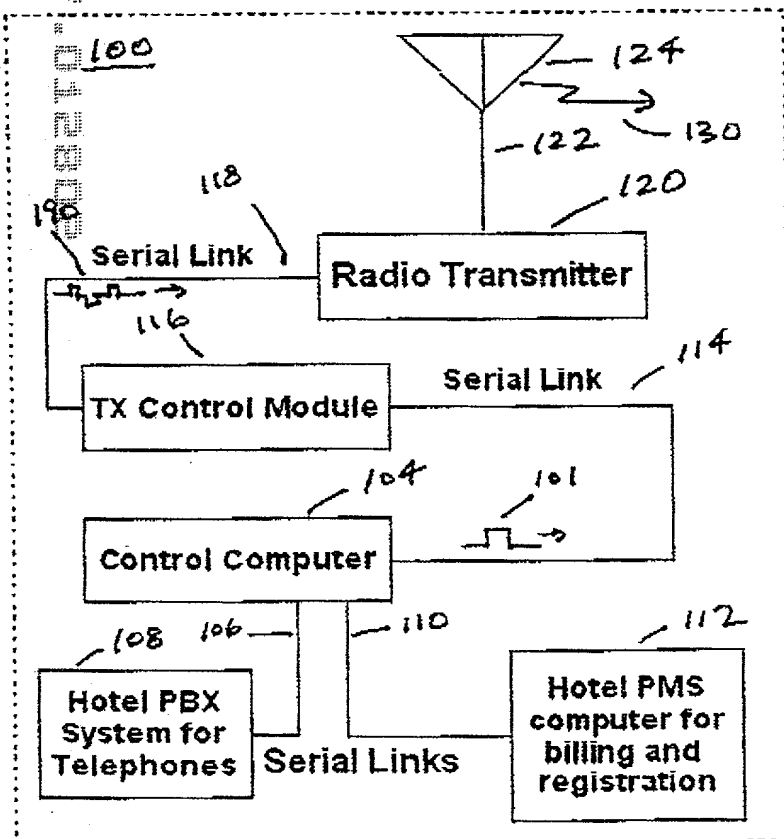 100
124
130
122
120
118
190
Serial Link
Radio Transmitter
116
114
Serial Link
TX Control Module
104
101
Control Computer
106
110
108
112
Hotel PBX
System for
Telephones
Serial Links
Hotel PMS
computer for
billing and
registration